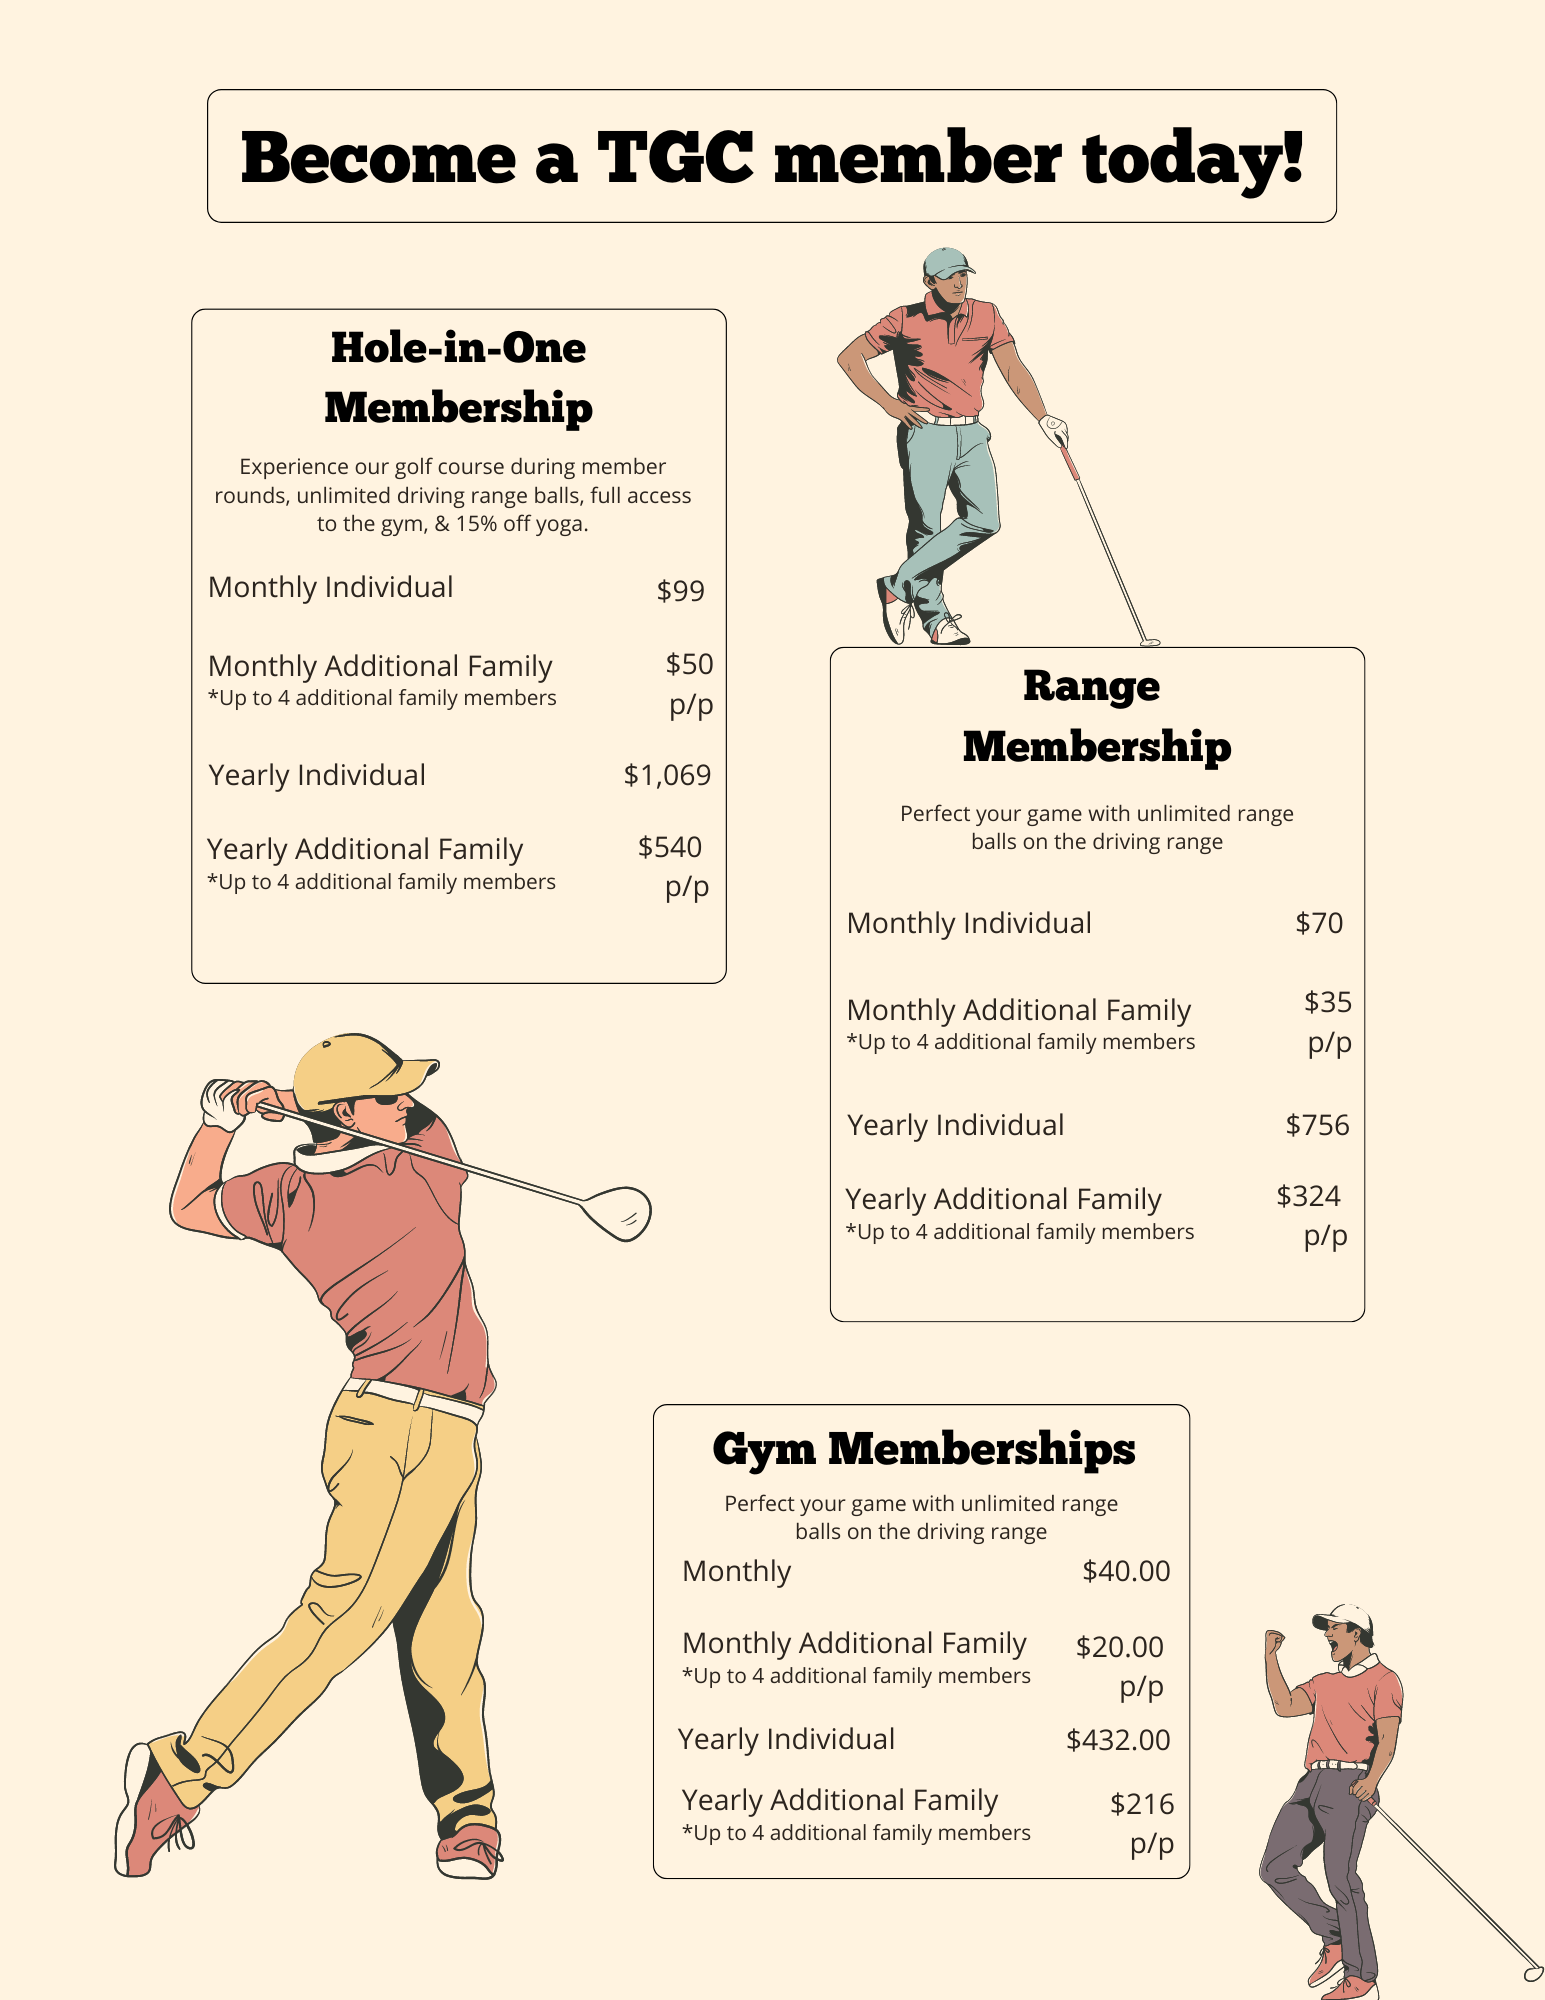 Become a TGC member today!
Hole-in-One
Membership
Experience our golf course during member
rounds, unlimited driving range balls, full access
to the gym, & 15% off yoga.
Monthly Individual $99
Monthly Additional Family $50
*Up to 4 additional family members p/p
Yearly Individual $1,069
Yearly Additional Family $540
*Up to 4 additional family members p/p
Range
Membership
Perfect your game with unlimited range
balls on the driving range
Monthly Individual $70
Monthly Additional Family $35
*Up to 4 additional family members p/p
Yearly Individual $756
Yearly Additional Family $324
*Up to 4 additional family members p/p
Gym Memberships
Perfect your game with unlimited range
balls on the driving range
Monthly $40.00
Monthly Additional Family $20.00
*Up to 4 additional family members p/p
Yearly Individual $432.00
Yearly Additional Family $216
*Up to 4 additional family members p/p